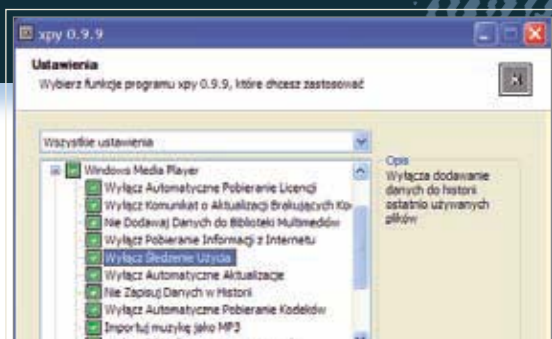 xpy 0.9.9
Ustawienia
Wybierz funkcje programu xpy 0.9.9, które chcesz zastosować
Wszystkie ustawienia
Windows Media Player
Wyłącz Automatyczne Pobieranie Licencji
Wyłącz Komunikat o Aktualizacji Brakujących
Nie Dodawaj Danych do Biblioteki Multimediów
Wyłącz Pobieranie Informacji z Internetu
Wyłącz Śledzenie Użycia
Wyłącz Automatyczne Aktualizacje
Nie Zapisuj Danych w Historii
Wyłącz Automatyczne Pobieranie Kodeków
Importuj muzykę jako MP3
Opis
Wyłącza dodawanie
danych do historii
ostatnio używanych
plików